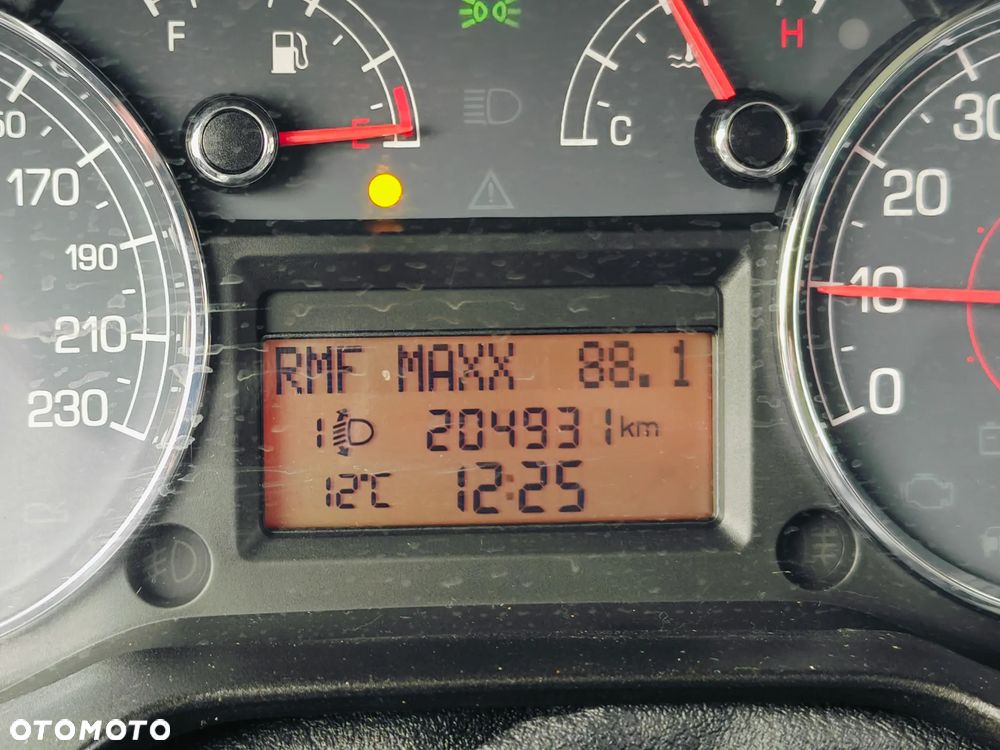 F
E
C
H
170
190
210
230
30
20
10
0
RMF MAXX 88.1
1 204931 km
12°C 12:25
OTOMOTO